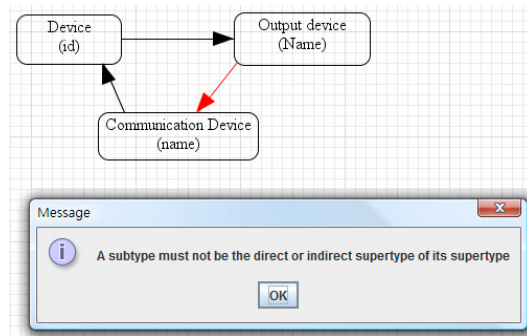 Device
(id)
Output device
(Name)
Communication Device
(name)
Message
A subtype must not be the direct or indirect supertype of its supertype
OK